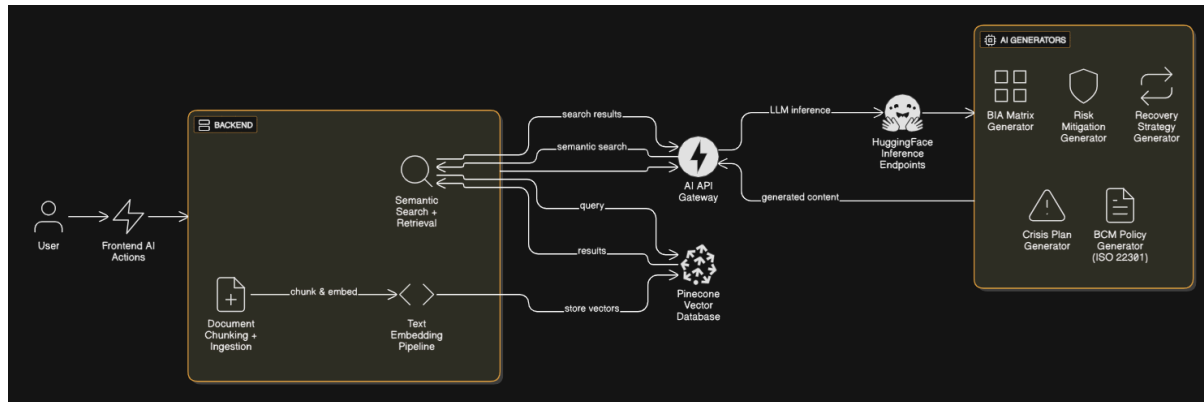 AI GENERATORS
BIA Matrix
Generator
Risk
Mitigation
Generator
Recovery
Strategy
Generator
Crisis Plan
Generator
BCM Policy
Generator
(ISO 22301)
LLM inference
HuggingFace
Inference
Endpoints
generated content
BACKEND
search results
semantic search
AI API
Gateway
Semantic
Search +
Retrieval
query
results
User
Frontend AI
Actions
chunk & embed
store vectors
Document
Chunking +
Ingestion
Text
Embedding
Pipeline
Pinecone
Vector
Database